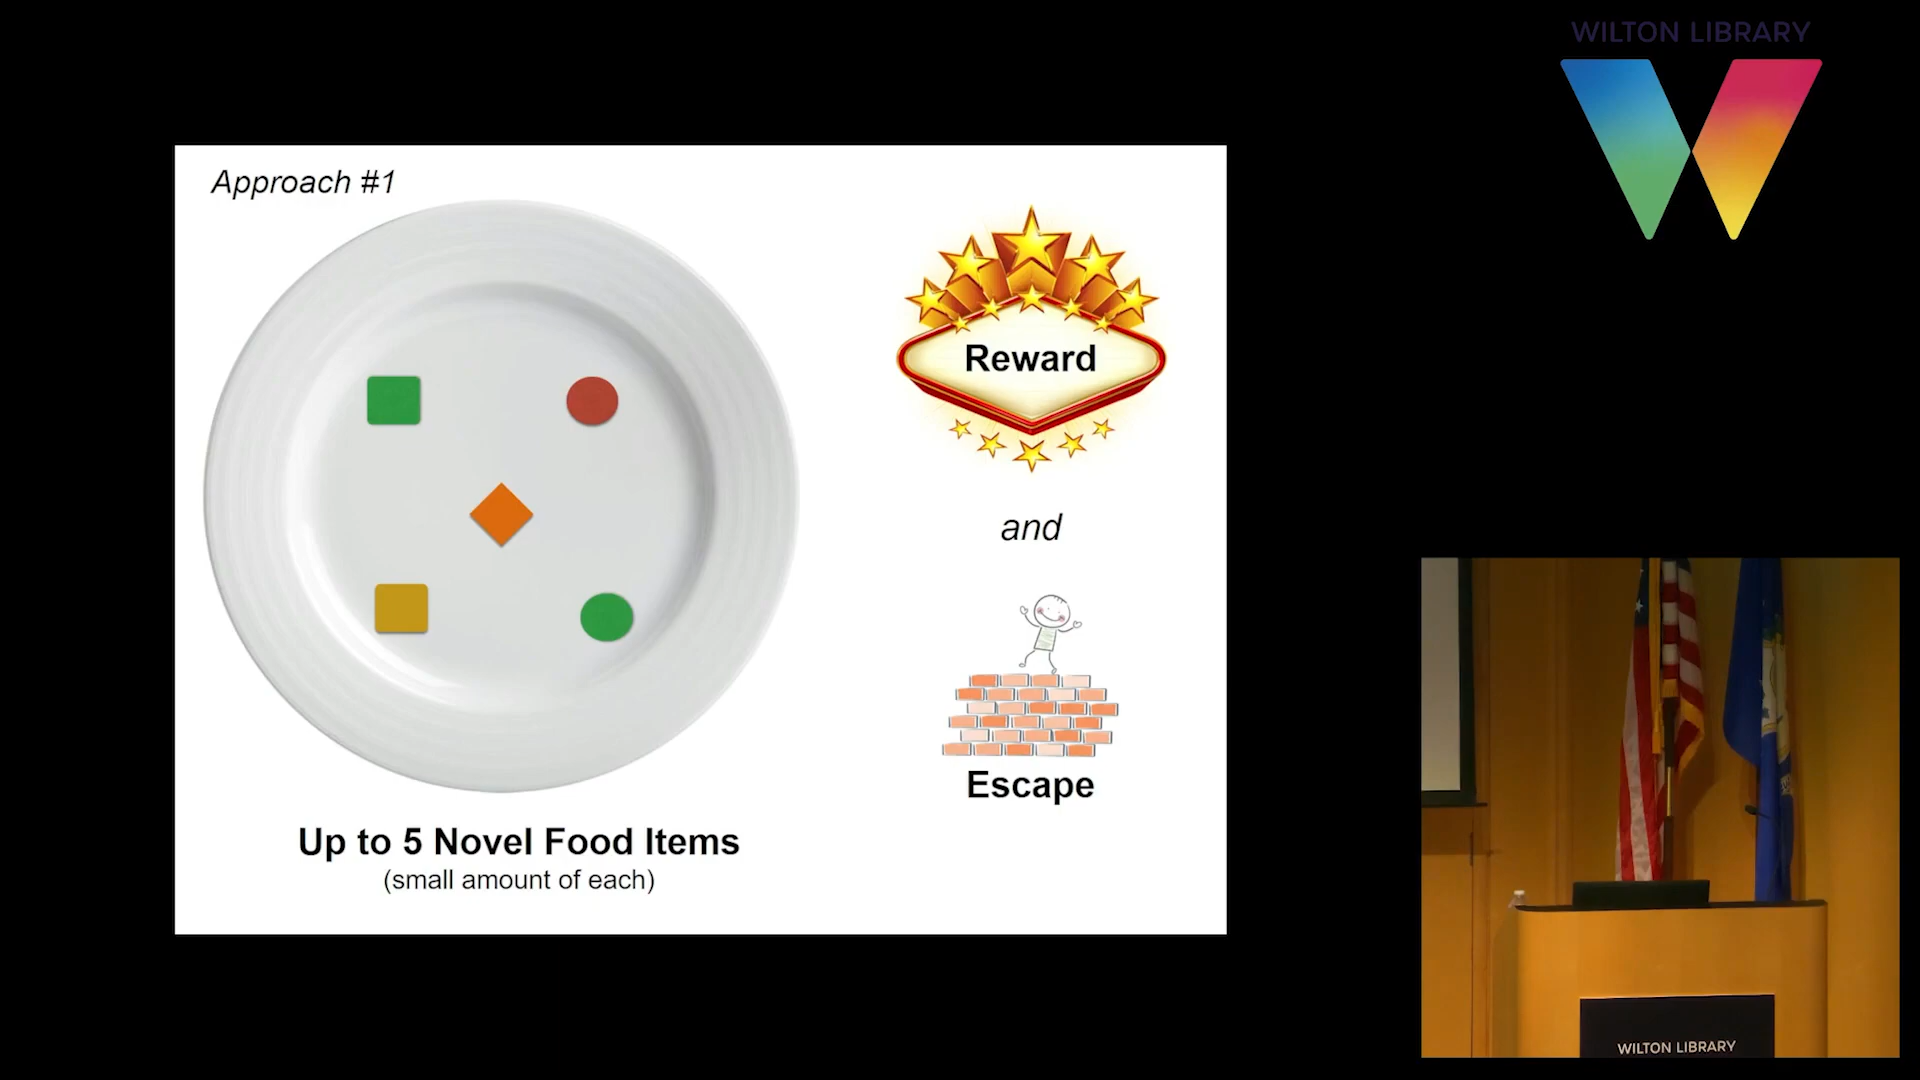 WILTON LIBRARY
Approach #1
Reward
and
Escape
Up to 5 Novel Food Items
(small amount of each)
WILTON LIBRARY